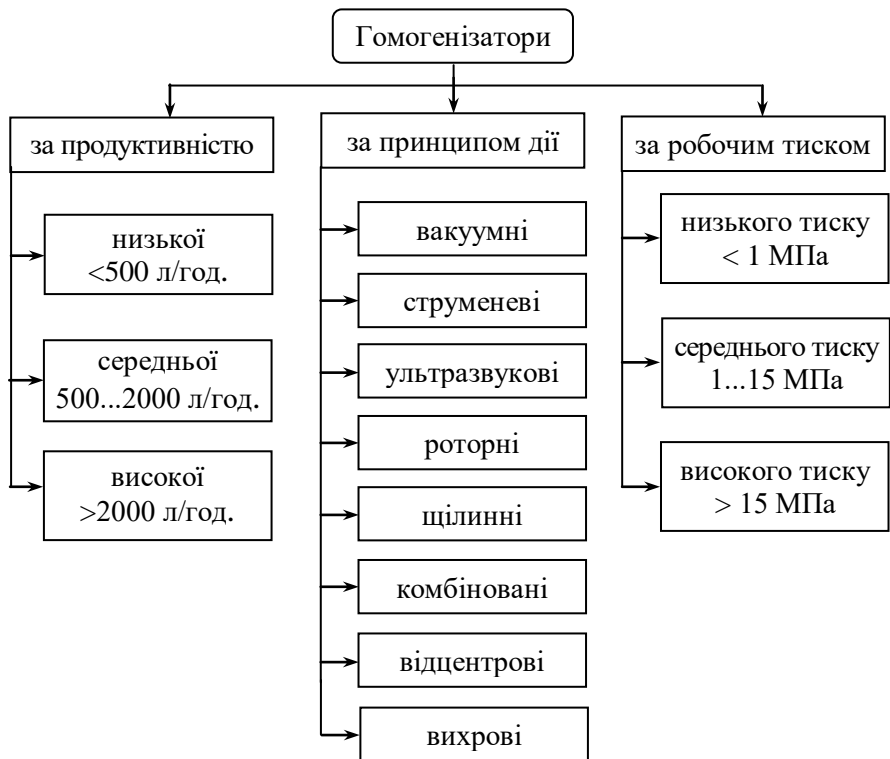 Гомогенізатори
за продуктивністю
низької
<500 л/год.
середньої
500...2000 л/год.
високої
>2000 л/год.
за принципом дії
вакуумні
струменеві
ультразвукові
роторні
щілинні
комбіновані
відцентрові
вихрові
за робочим тиском
низького тиску
< 1 МПа
середнього тиску
1...15 МПа
високого тиску
> 15 МПа